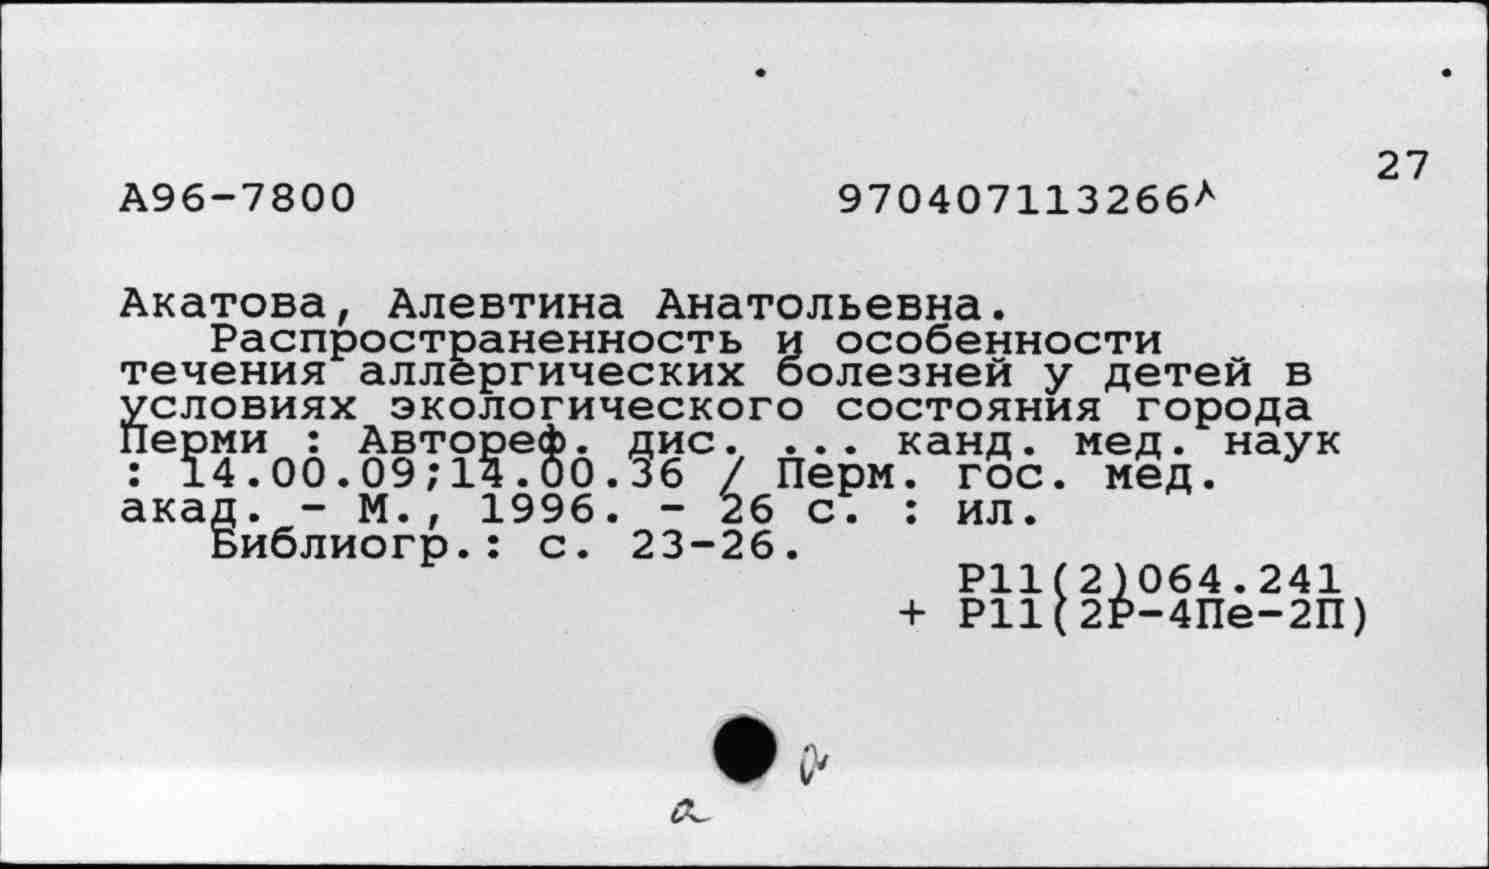 27
А96-7800 970407113266
Акатова, Алевтина Анатольевна.
Распространенность и особенности
течения аллергических болезней у детей в
условиях экологического состояния города
Перми : Автореф. дис. ... канд. мед. наук
: 14.00.09;14.00.36 / Перм. гос. мед.
акад. - М., 1996. - 26 с. : ил.
Библиогр.: с. 23-26.
Р11(2)064.241
+ Р11(2Р-4Пе-2П)